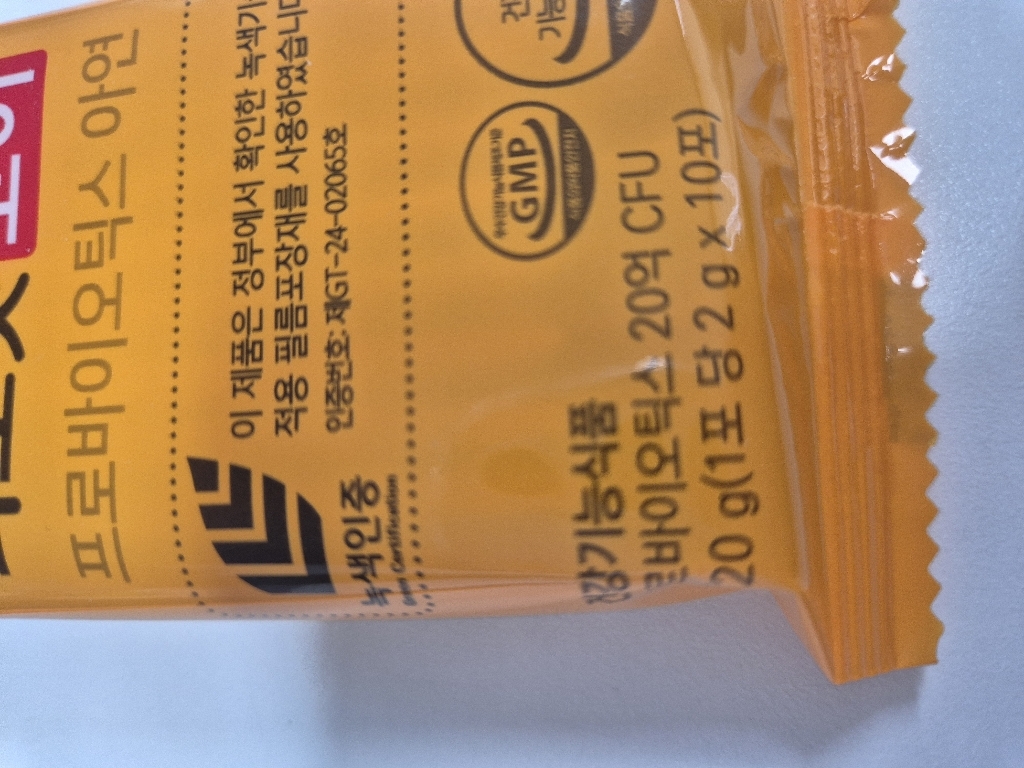 프로바이오틱스 아연
이 제품은 정부에서 확인한 녹색
적용 필름포장재를 사용하였습니다
인증번호: 제GT-24-02065호
녹색인증
Green Certification
GMP
건강기능식품
프로바이오틱스 20억 CFU
20 g(1포 당 2 g x 10포)